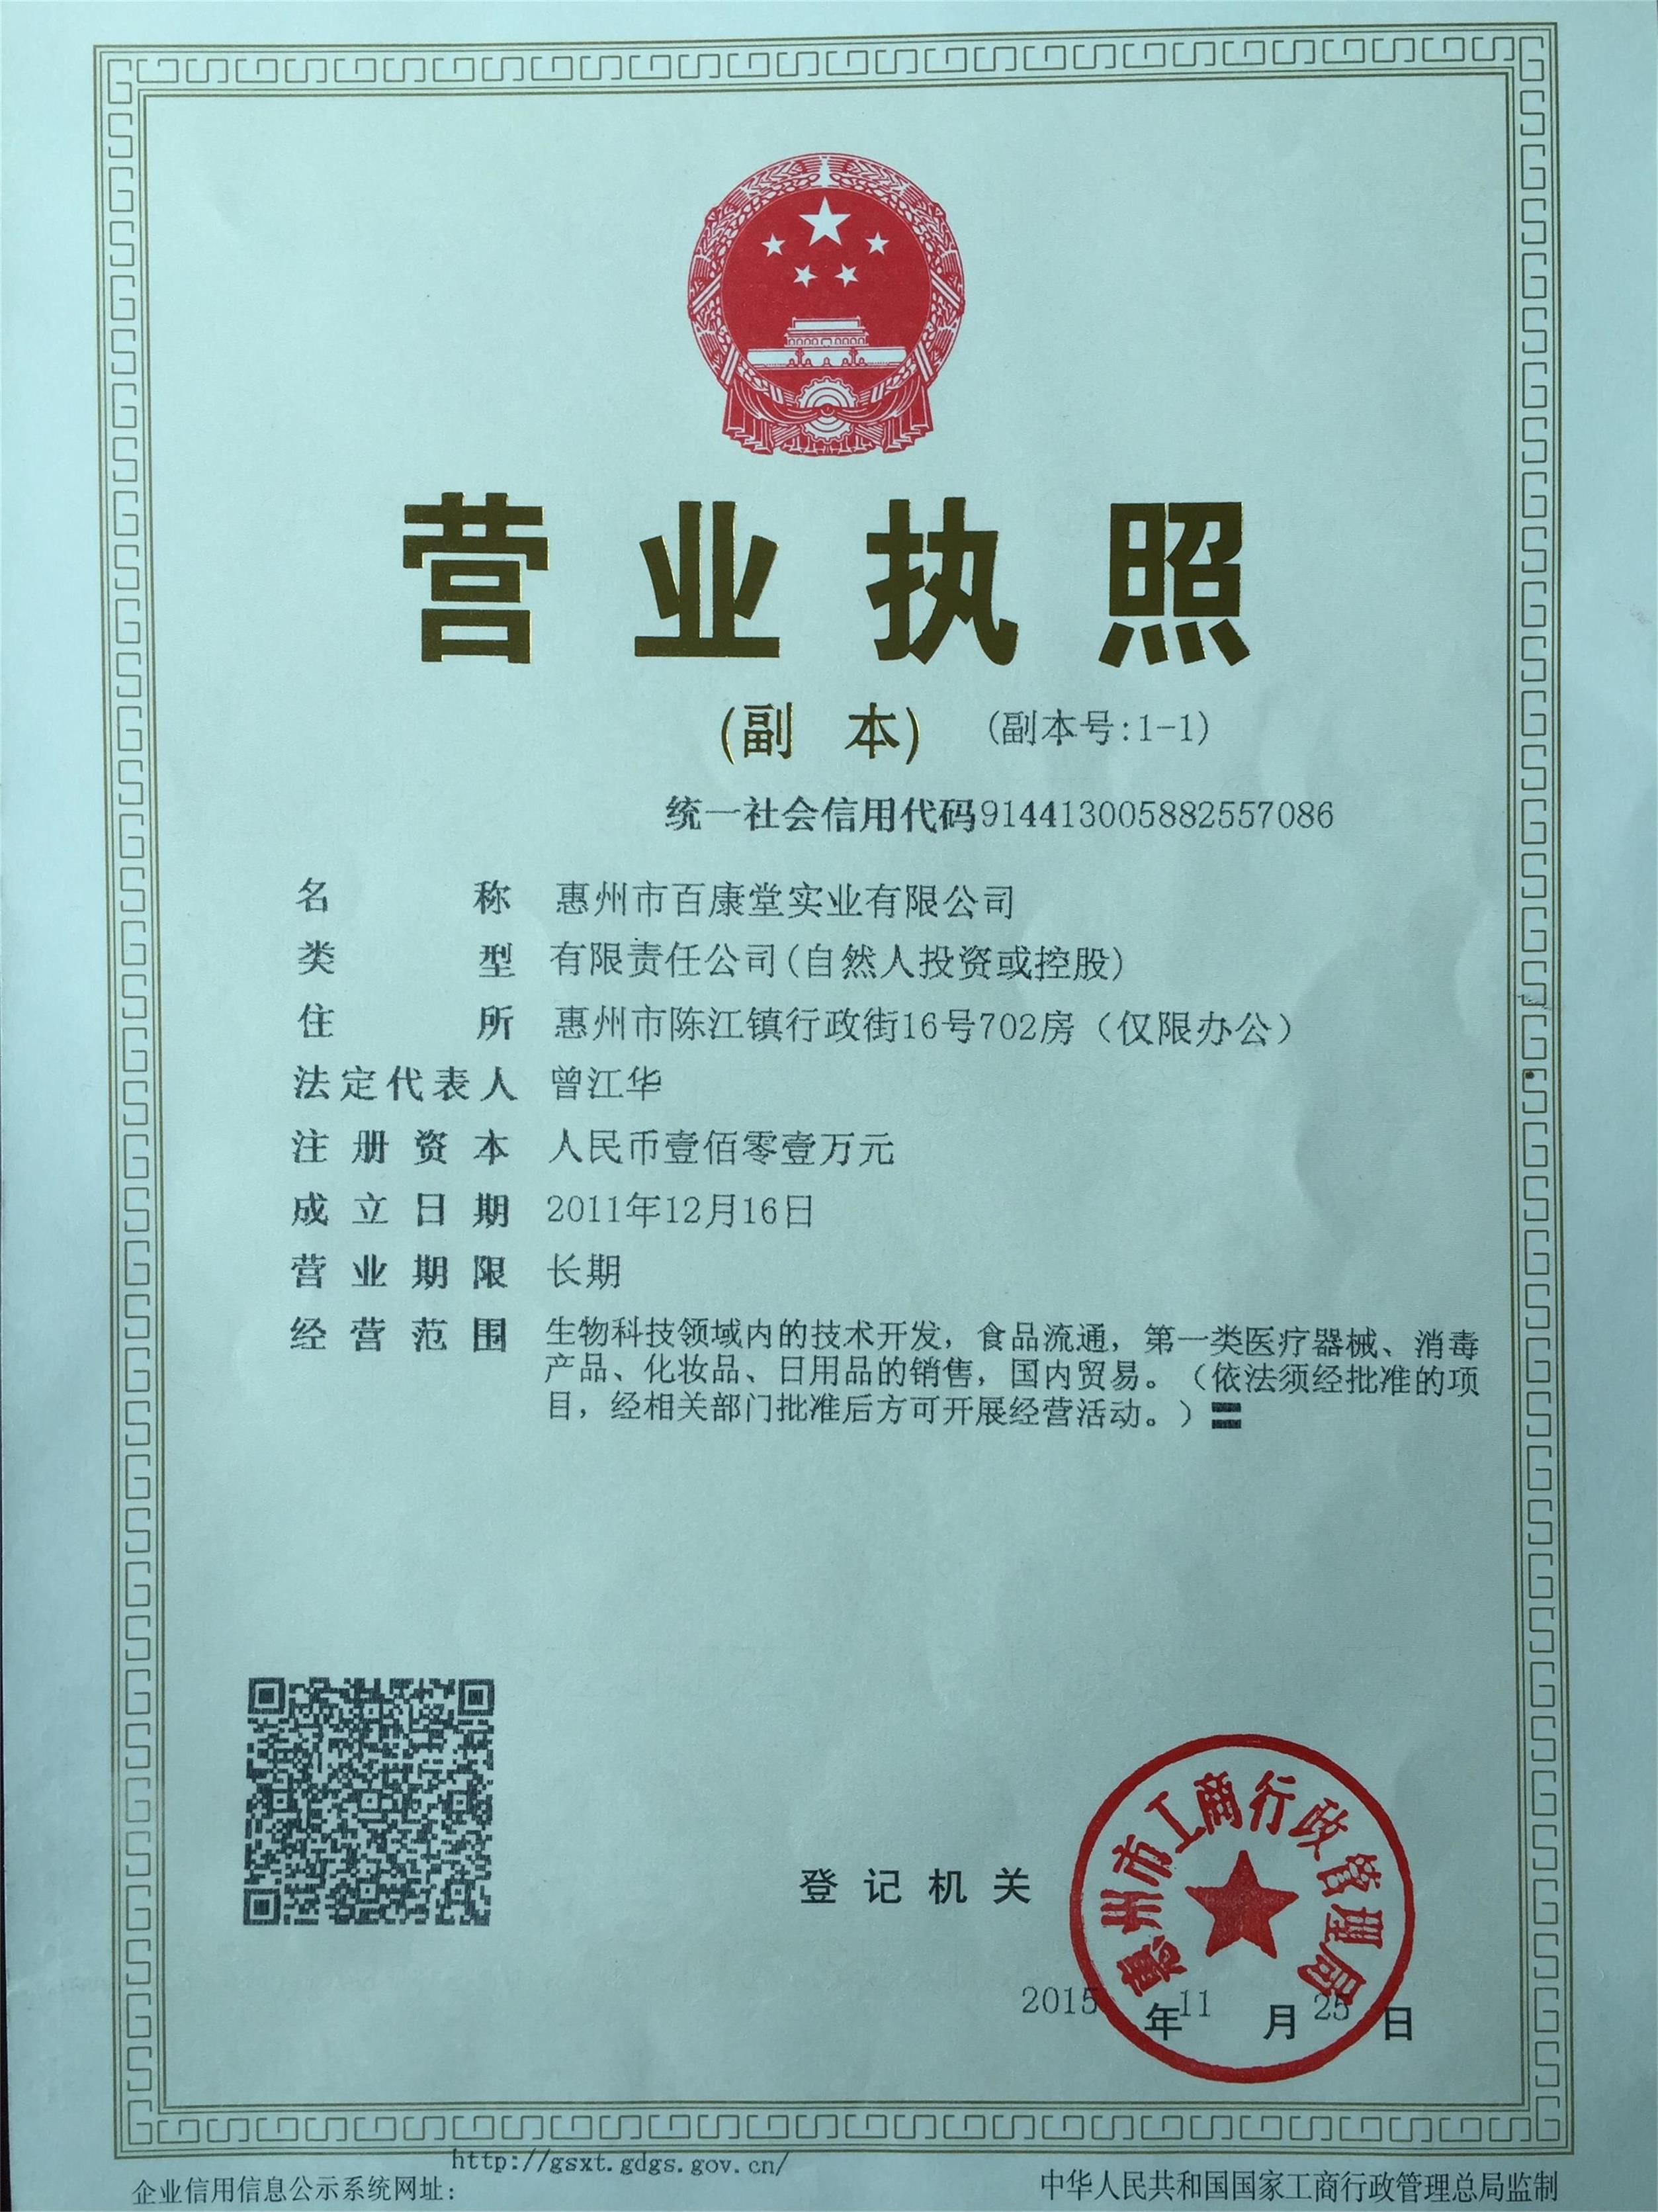 营业执照
(副 本) (副本号:1-1)
统一社会信用代码914413005882557086
名 称 惠州市百康堂实业有限公司
类 型 有限责任公司(自然人投资或控股)
住 所 惠州市陈江镇行政街16号702房（仅限办公）
法定代表人 曾江华
注册资本 人民币壹佰零壹万元
成立日期 2011年12月16日
营业期限 长期
经营范围 生物科技领域内的技术开发，食品流通，第一类医疗器械、消毒
产品、化妆品、日用品的销售，国内贸易。（依法须经批准的项
目，经相关部门批准后方可开展经营活动。）
惠州市工商行政管理局
登记机关
2015年11月25日
http://gsxt.gdgs.gov.cn/
企业信用信息公示系统网址:
中华人民共和国国家工商行政管理总局监制